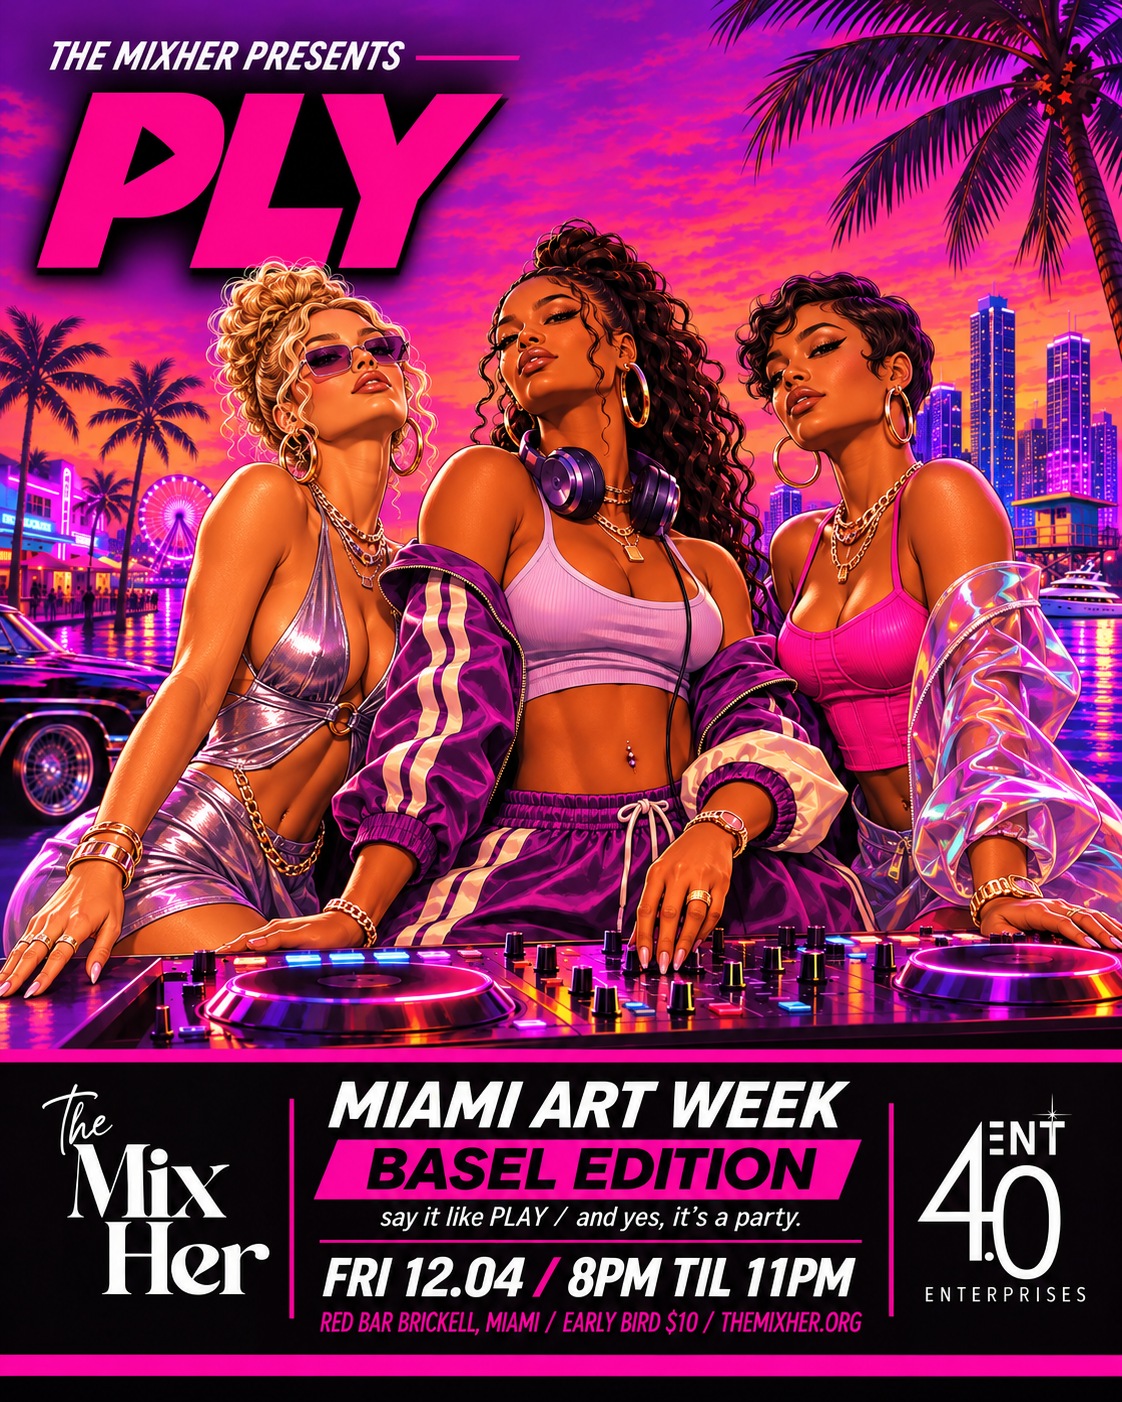 THE MIXHER PRESENTS
PLY
The
Mix
Her
MIAMI ART WEEK
BASEL EDITION
say it like PLAY / and yes, it's a party.
FRI 12.04 / 8PM TIL 11PM
RED BAR BRICKELL, MIAMI / EARLY BIRD $10 / THEMIXHER.ORG
ENT
4.0
ENTERPRISES